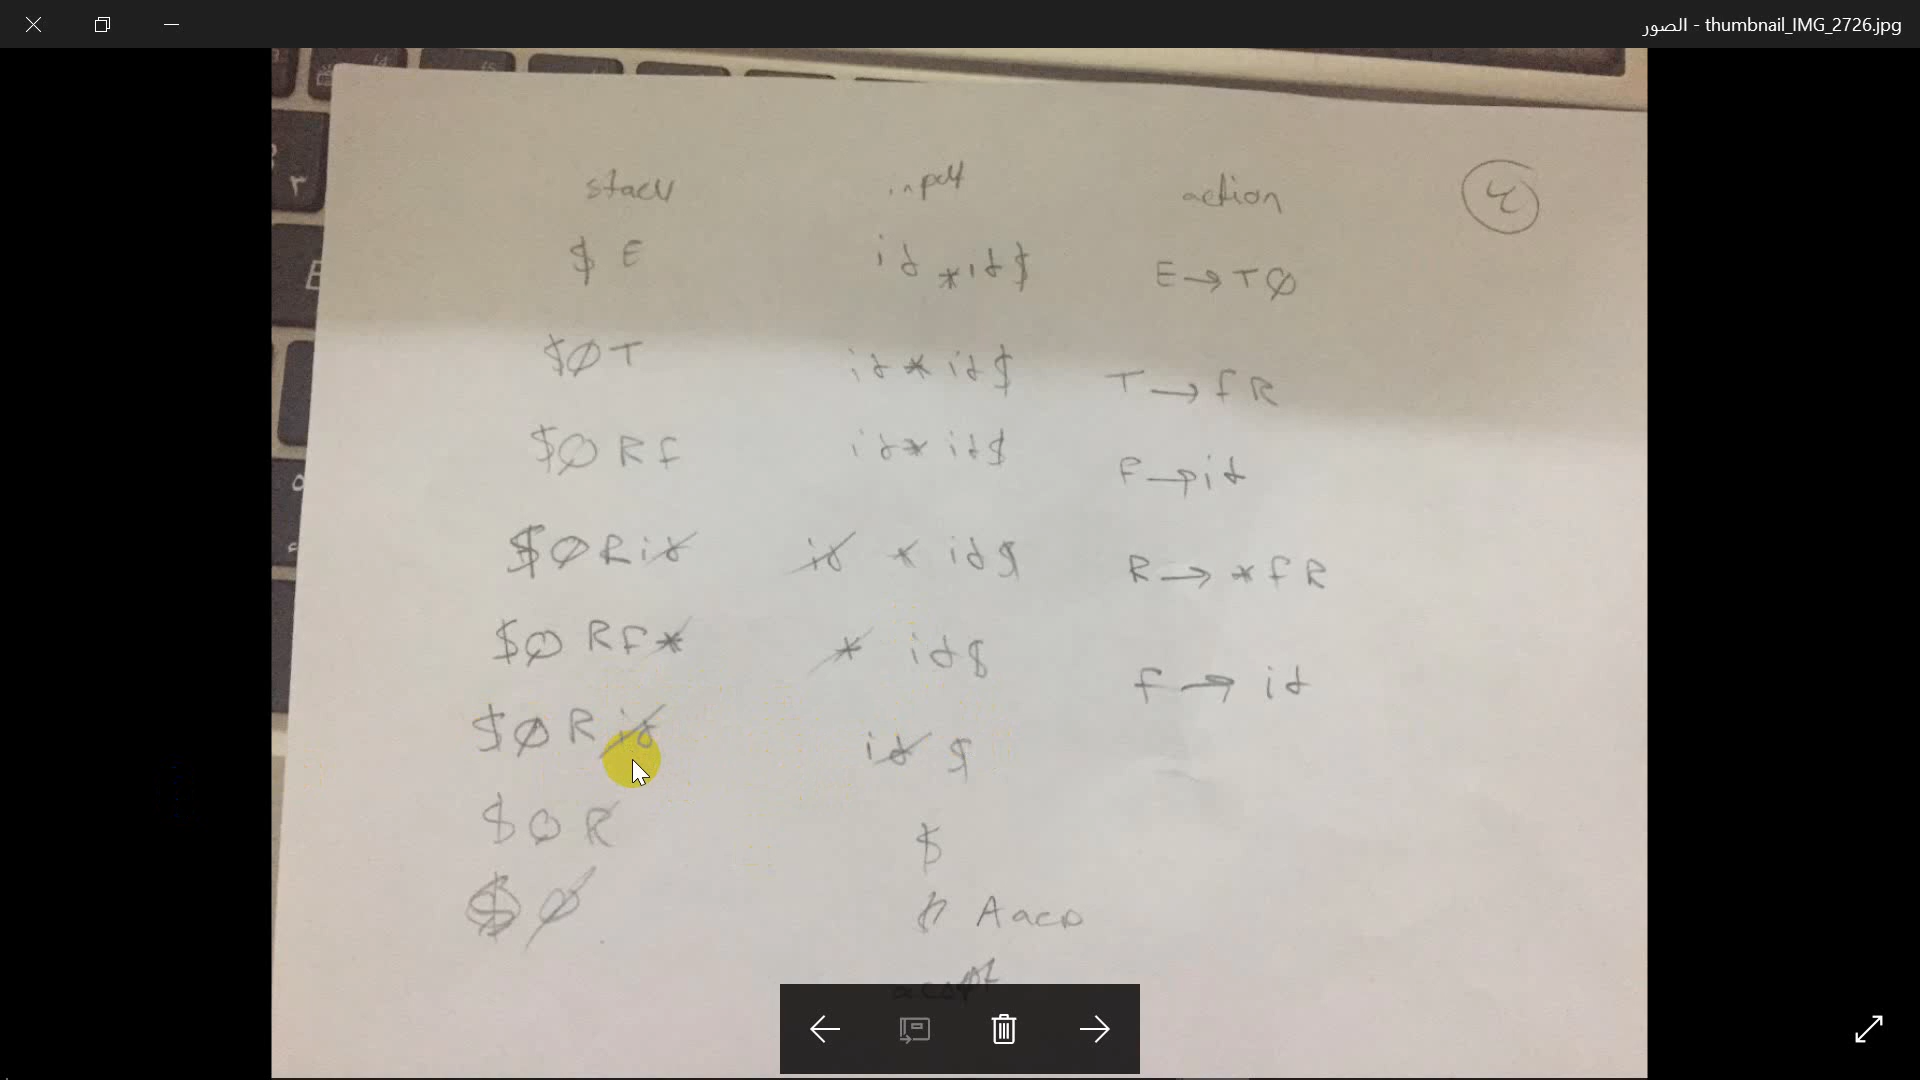 thumbnail_IMG_2726.jpg - الصور
stack input action
$ E id *id$ E → T Ø
$Ø T id * id$ T → f R
$Ø R F id* id$ F → id
$Ø R id id * id$ R → * f R
$Ø R F * * id$ f → id
$Ø R id id $
$ Ø R $
$ Ø A acc